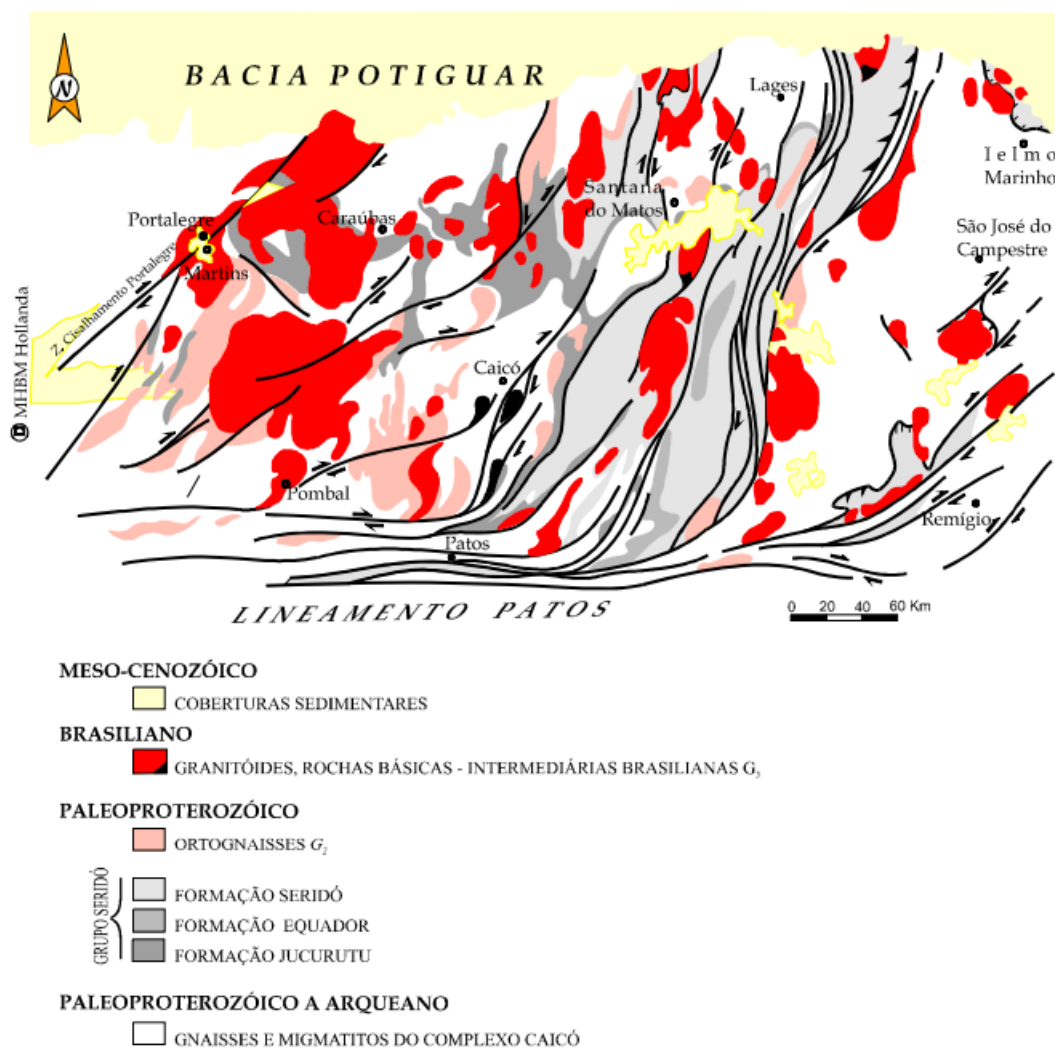 BACIA POTIGUAR
N
Lages
Ielmo
Marinho
Santana
do Matos
Portalegre
Caraúbas
Martins
São José do
Campestre
Z. Cisalhamento Portalegre
MHBM Hollanda
Caicó
Pombal
Remígio
Patos
LINEAMENTO PATOS
0 20 40 60 Km
MESO-CENOZÓICO
COBERTURAS SEDIMENTARES
BRASILIANO
GRANITÓIDES, ROCHAS BÁSICAS - INTERMEDIÁRIAS BRASILIANAS G₃
PALEOPROTEROZÓICO
ORTOGNAISSES G₂
GRUPO SERIDÓ
FORMAÇÃO SERIDÓ
FORMAÇÃO EQUADOR
FORMAÇÃO JUCURUTU
PALEOPROTEROZÓICO A ARQUEANO
GNAISSES E MIGMATITOS DO COMPLEXO CAICÓ